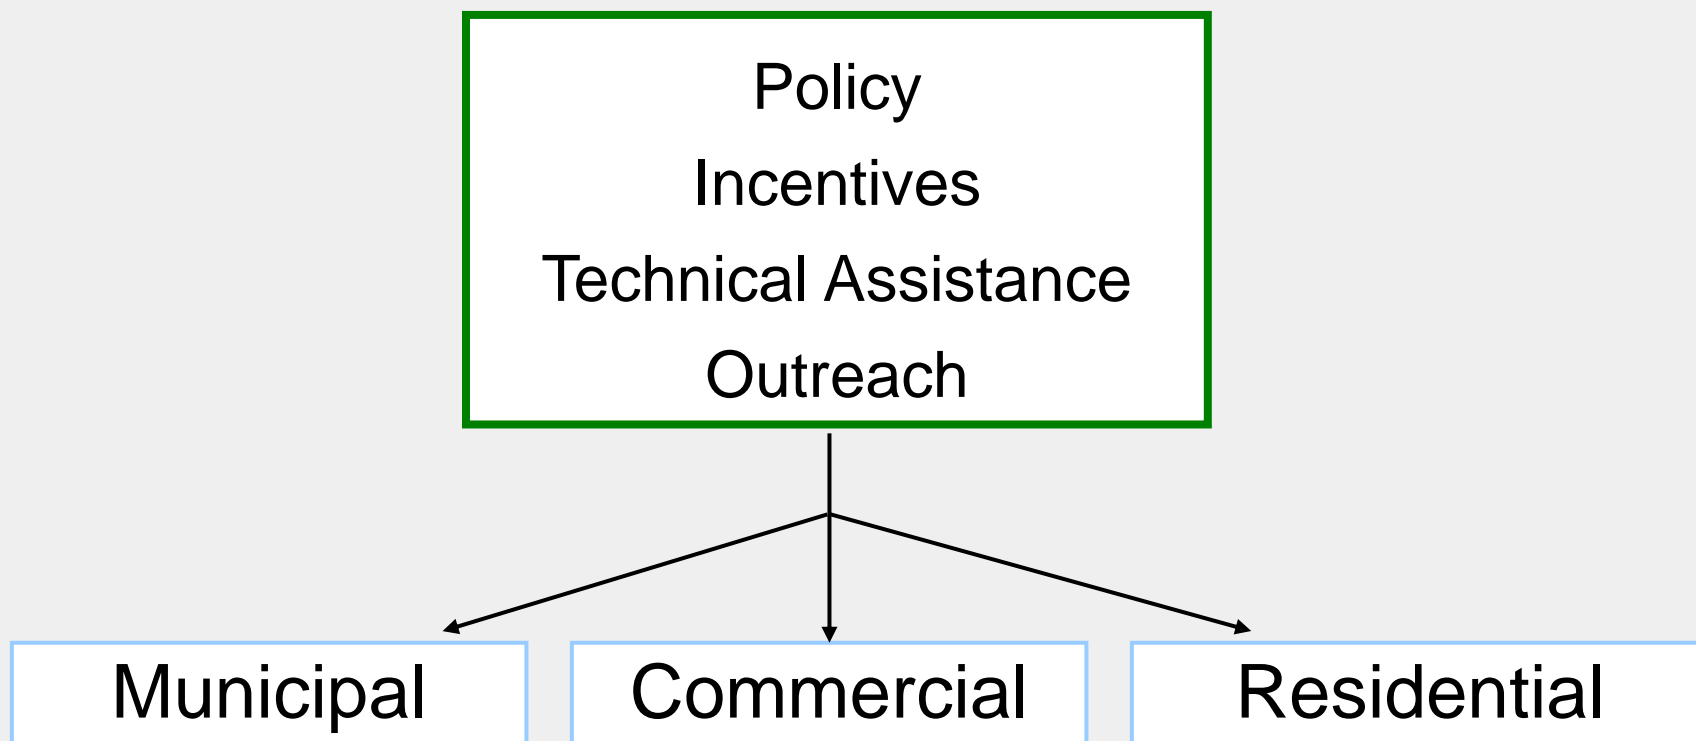 Policy
Incentives
Technical Assistance
Outreach
Municipal
Commercial
Residential